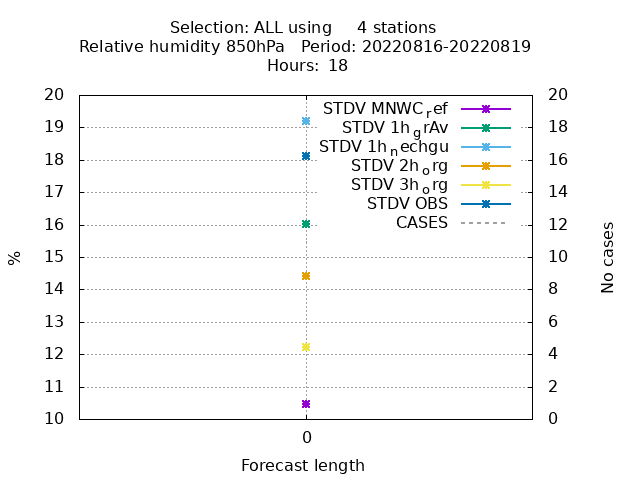 Selection: ALL using     4 stations
Relative humidity 850hPa   Period: 20220816-20220819
Hours:  18
20
19
18
17
16
15
14
13
12
11
10
%
STDV MNWC_ref
STDV 1h_grAv
STDV 1h_nechgu
STDV 2h_org
STDV 3h_org
STDV OBS
CASES
20
18
16
14
12
10
8
6
4
2
0
No cases
0
Forecast length